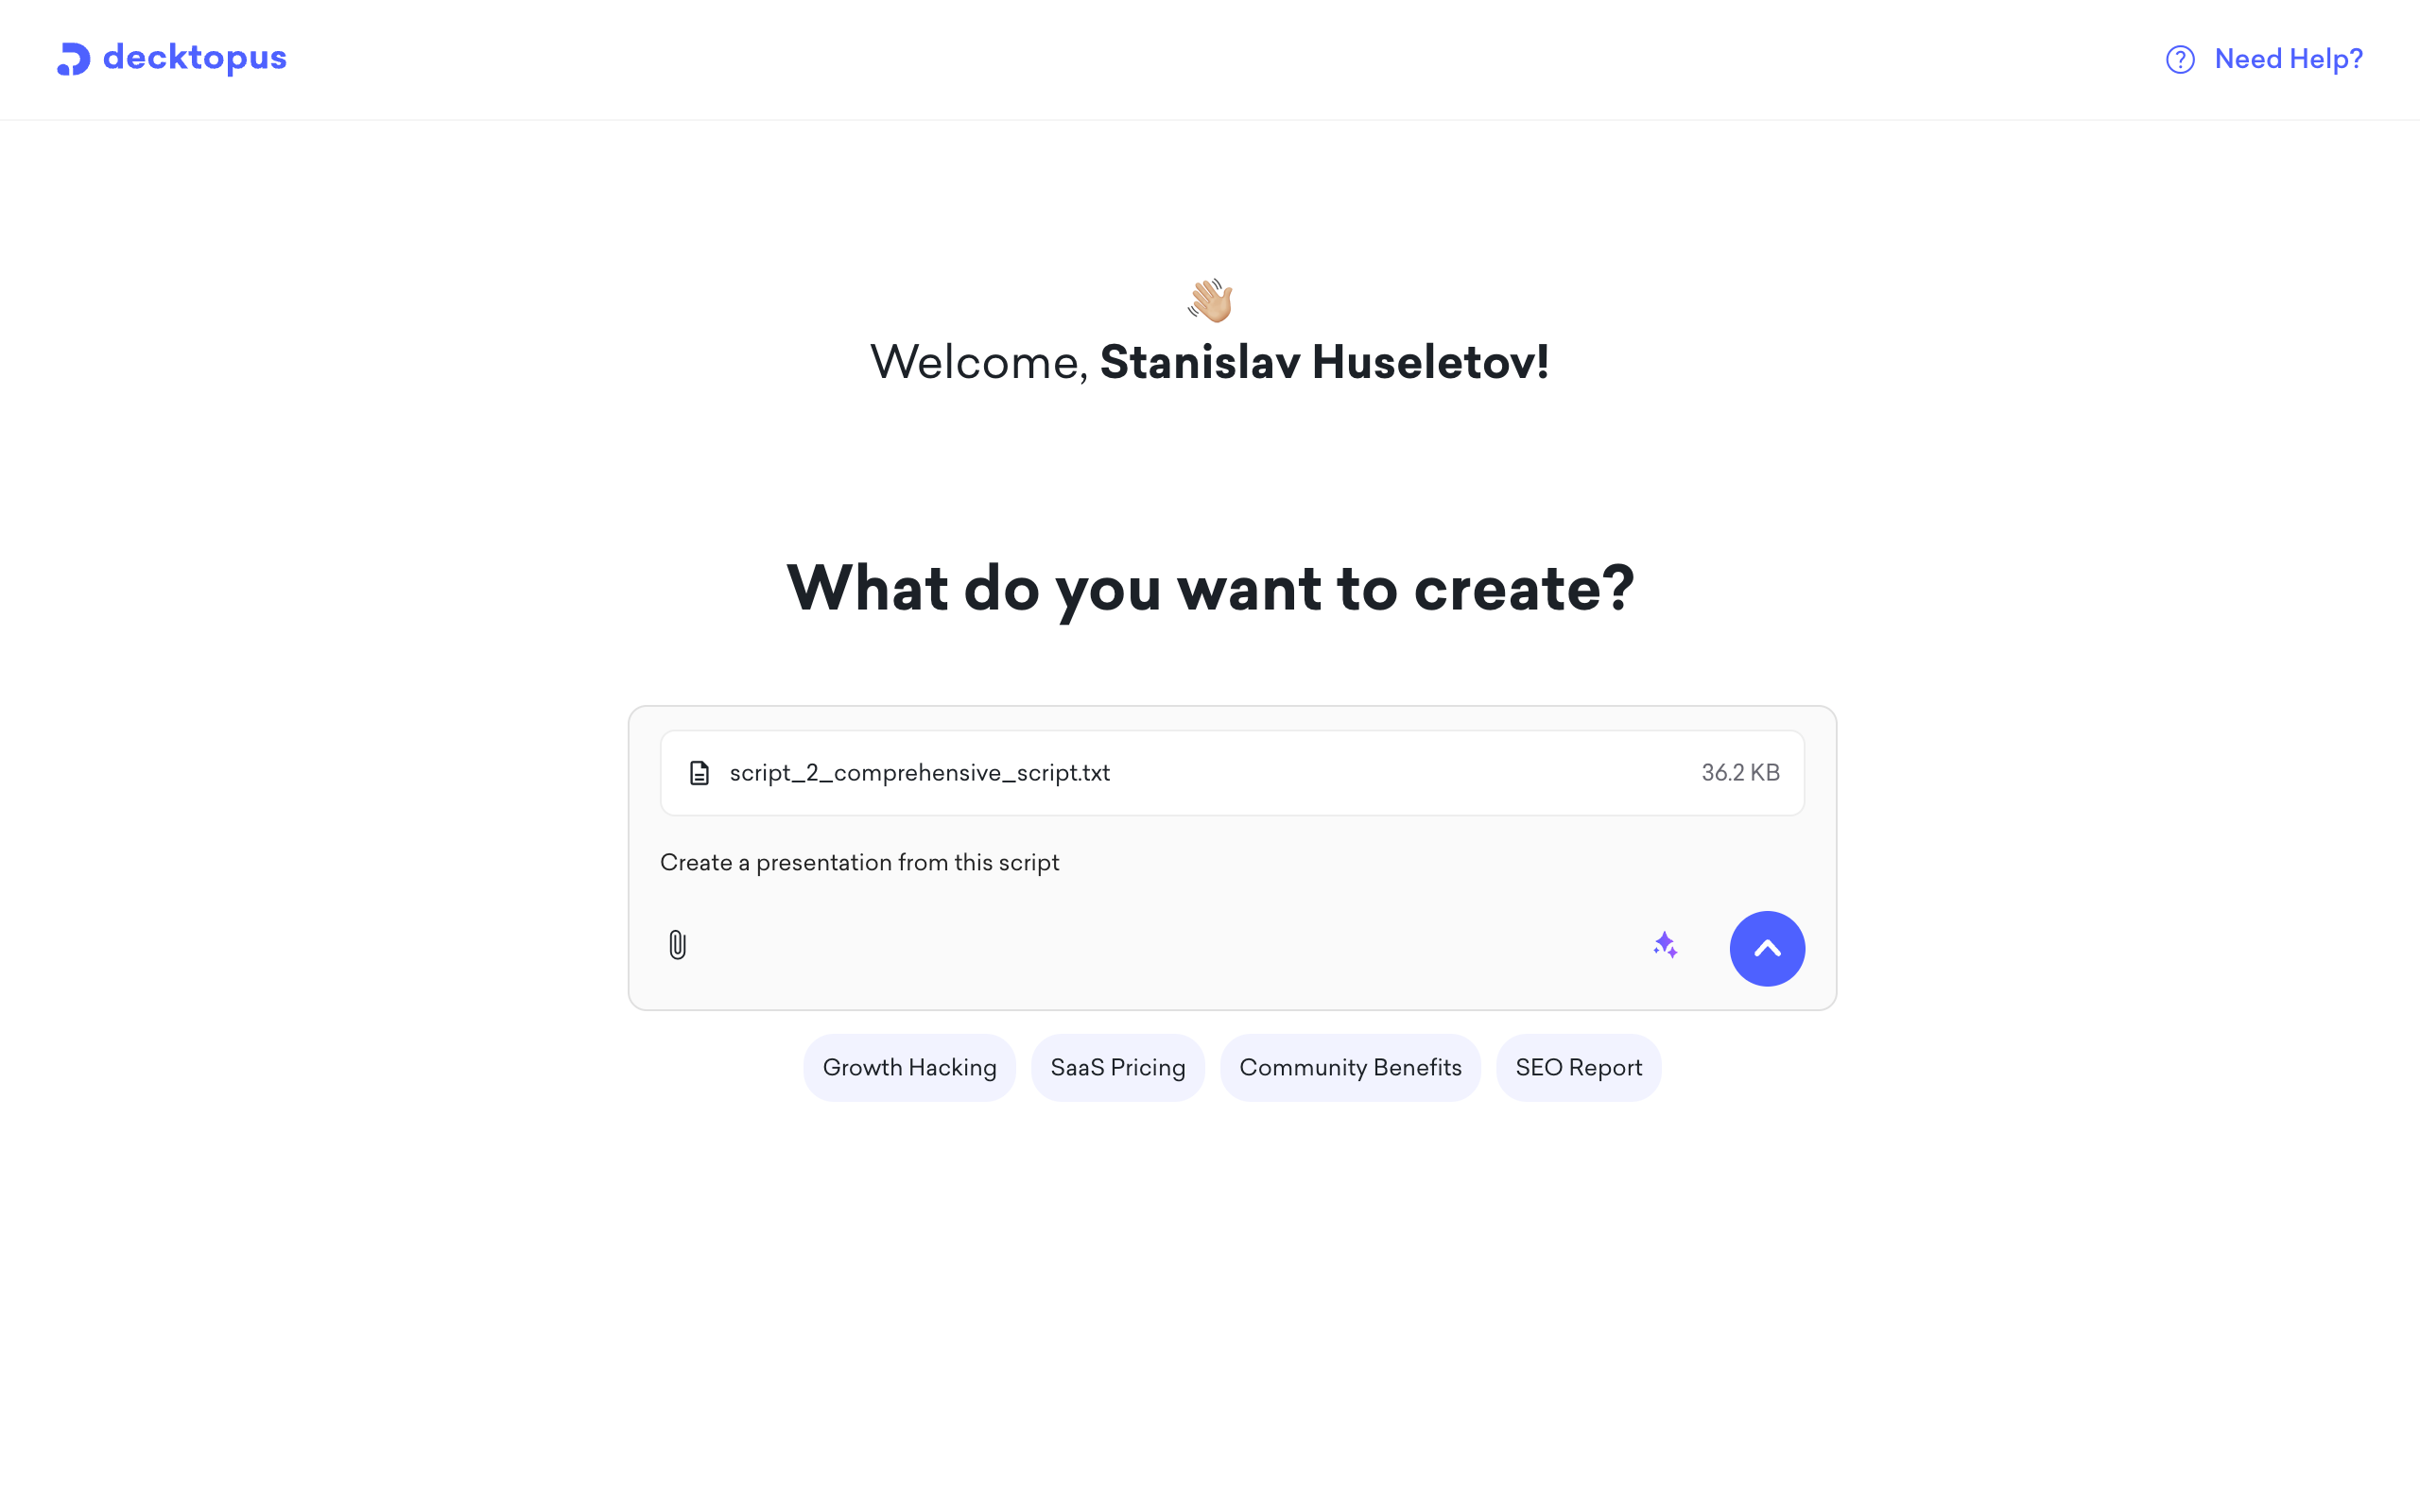 decktopus
Need Help?
Welcome, Stanislav Huseletov!
What do you want to create?
script_2_comprehensive_script.txt
36.2 KB
Create a presentation from this script
Growth Hacking
SaaS Pricing
Community Benefits
SEO Report